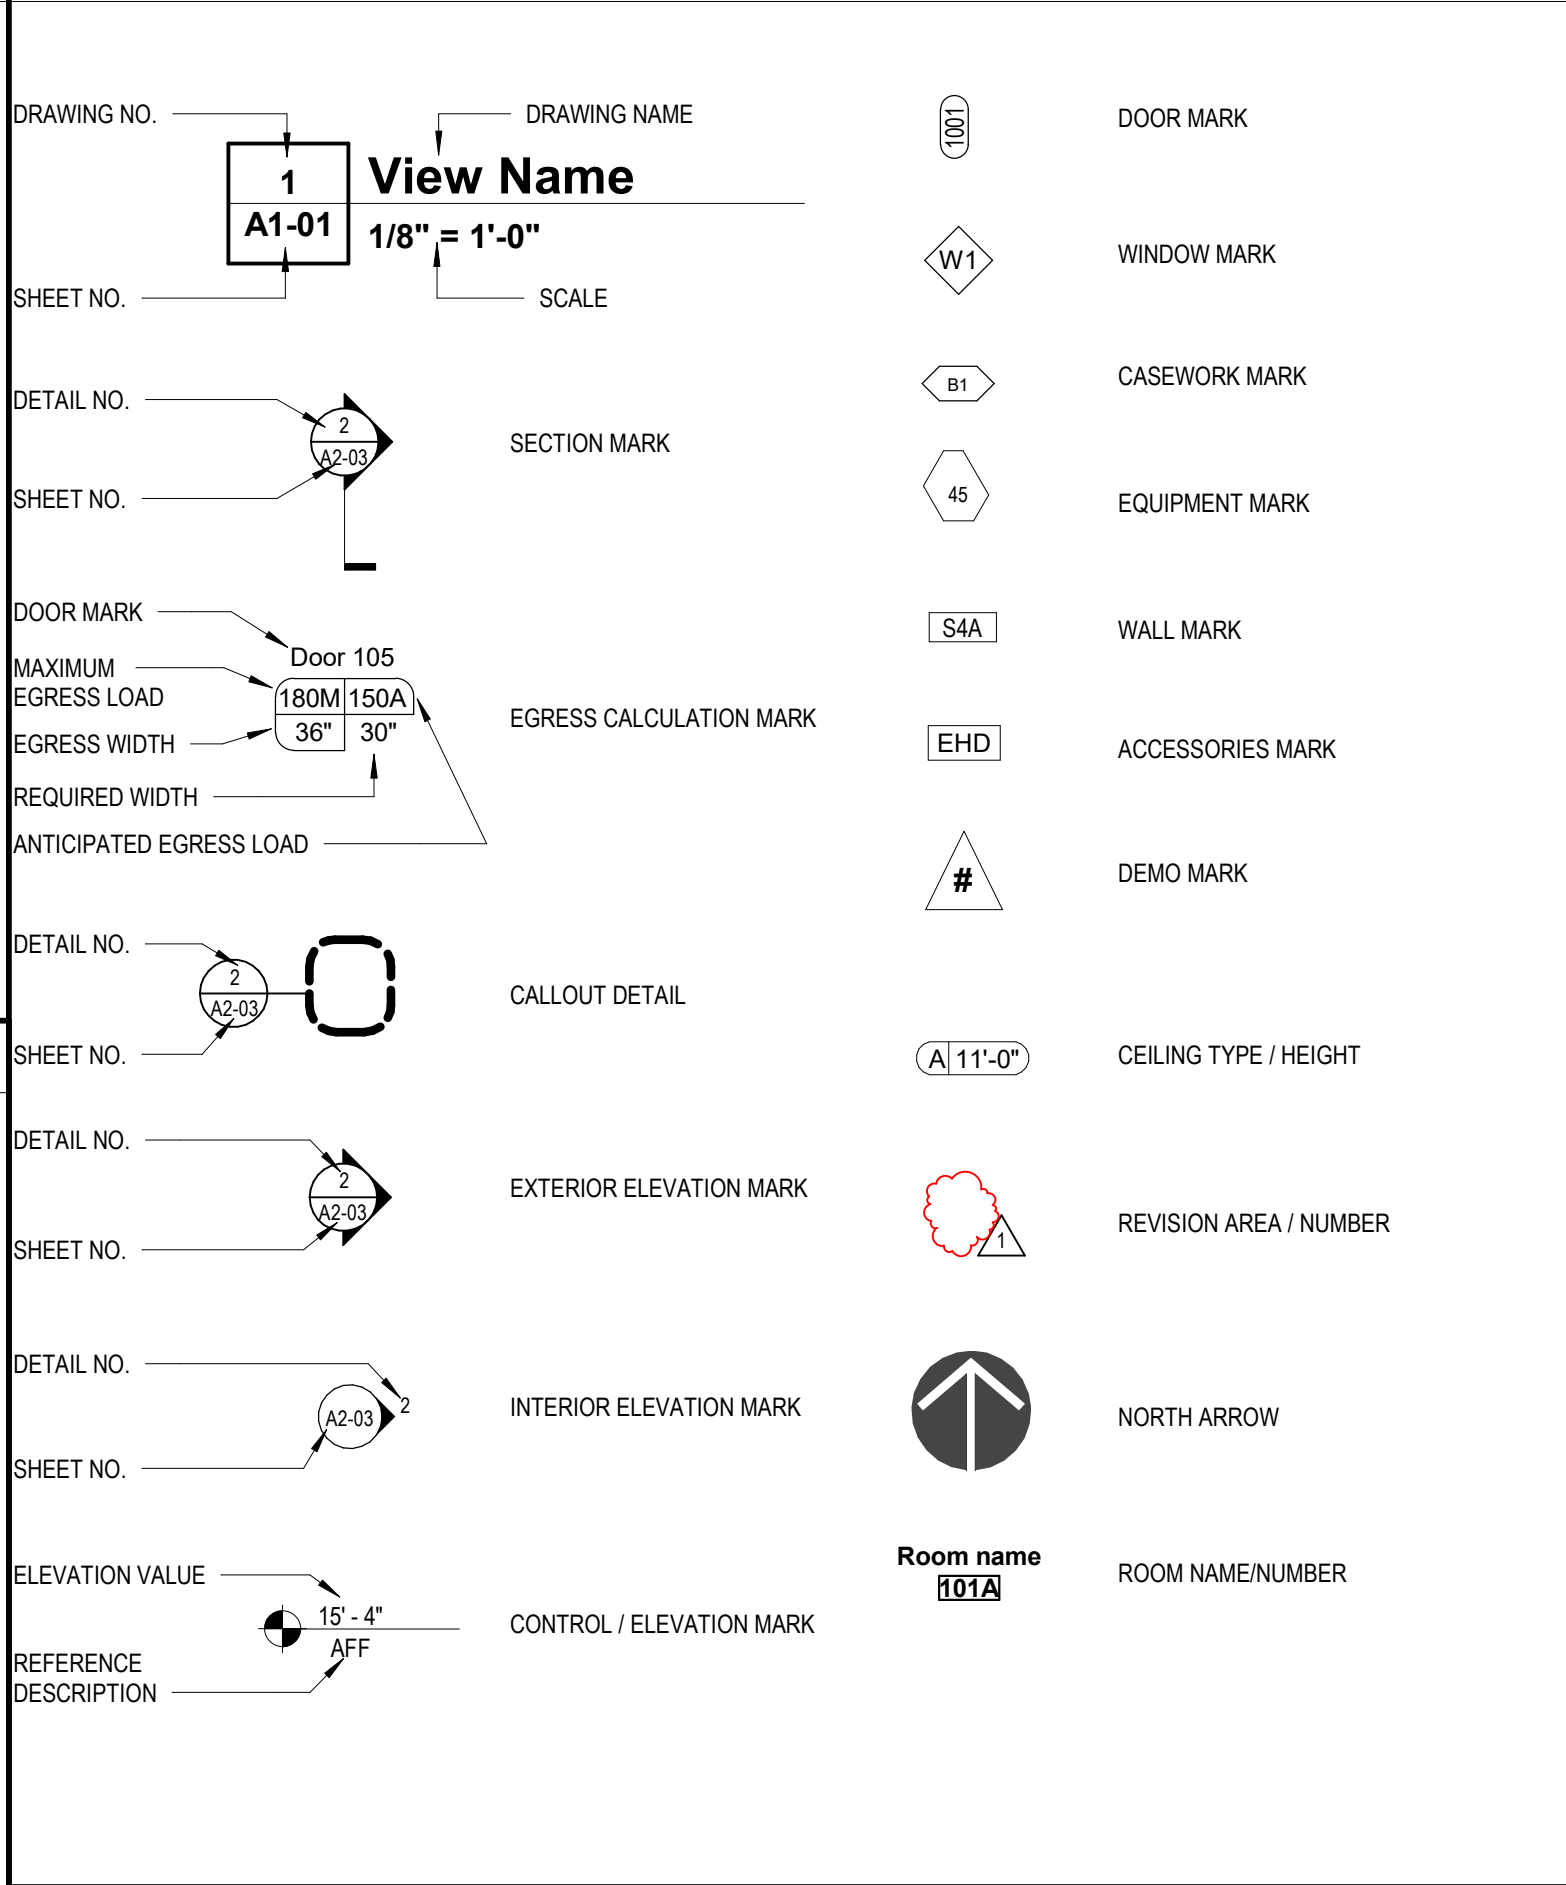 DRAWING NO.
DRAWING NAME
1
View Name
A1-01
1/8" = 1'-0"
SHEET NO.
SCALE
DETAIL NO.
2
A2-03
SECTION MARK
SHEET NO.
DOOR MARK
Door 105
MAXIMUM
EGRESS LOAD
180M 150A
36" 30"
EGRESS CALCULATION MARK
EGRESS WIDTH
REQUIRED WIDTH
ANTICIPATED EGRESS LOAD
DETAIL NO.
2
A2-03
CALLOUT DETAIL
SHEET NO.
DETAIL NO.
2
A2-03
EXTERIOR ELEVATION MARK
SHEET NO.
DETAIL NO.
2
A2-03
INTERIOR ELEVATION MARK
SHEET NO.
ELEVATION VALUE
15' - 4"
AFF
CONTROL / ELEVATION MARK
REFERENCE
DESCRIPTION
1001
DOOR MARK
W1
WINDOW MARK
B1
CASEWORK MARK
45
EQUIPMENT MARK
S4A
WALL MARK
EHD
ACCESSORIES MARK
#
DEMO MARK
A 11'-0"
CEILING TYPE / HEIGHT
1
REVISION AREA / NUMBER
NORTH ARROW
Room name
101A
ROOM NAME/NUMBER